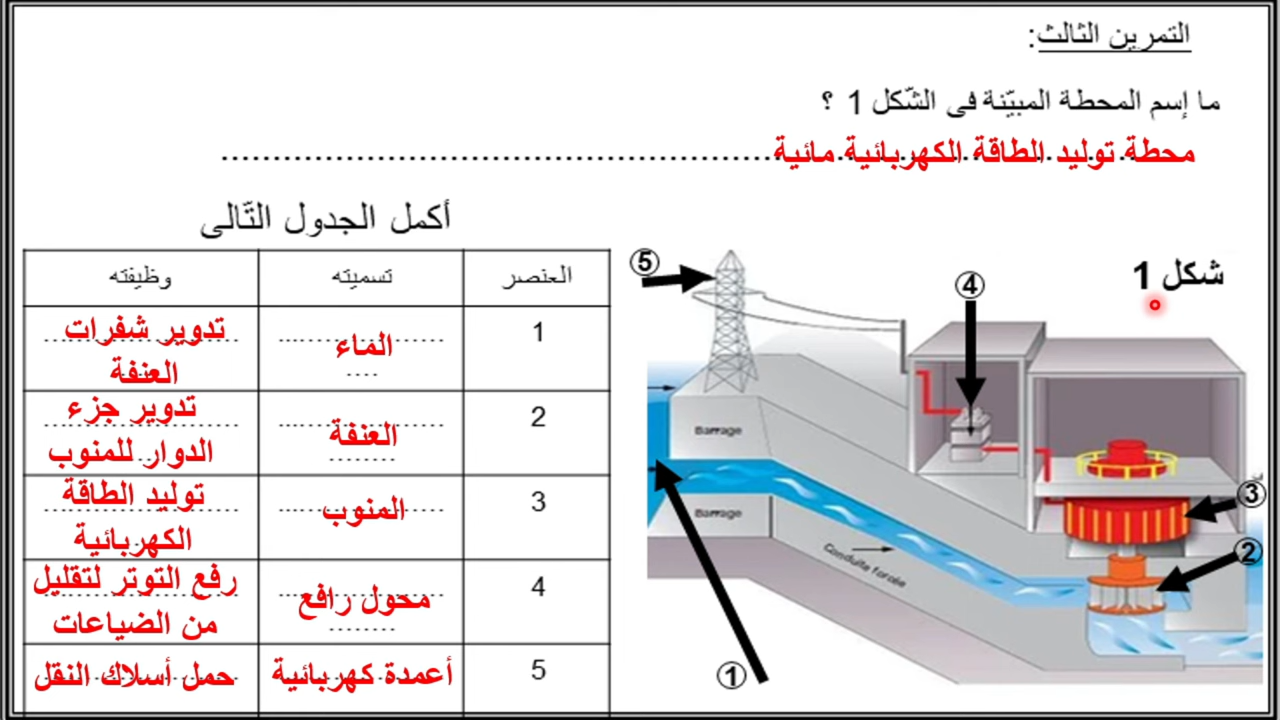 التمرين الثالث:
ما إسم المحطة المبيّنة فى الشّكل 1 ؟
محطة توليد الطاقة الكهربائية مائية
أكمل الجدول التّالى
العنصر تسميته وظيفته
1 الماء تدوير شفرات العنفة
2 العنفة تدوير جزء الدوار للمنوب
3 المنوب توليد الطاقة الكهربائية
4 محول رافع رفع التوتر لتقليل من الضياعات
5 أعمدة كهربائية حمل أسلاك النقل
شكل 1
⑤
④
Barrage
③
Barrage
Conduite forcée
②
①